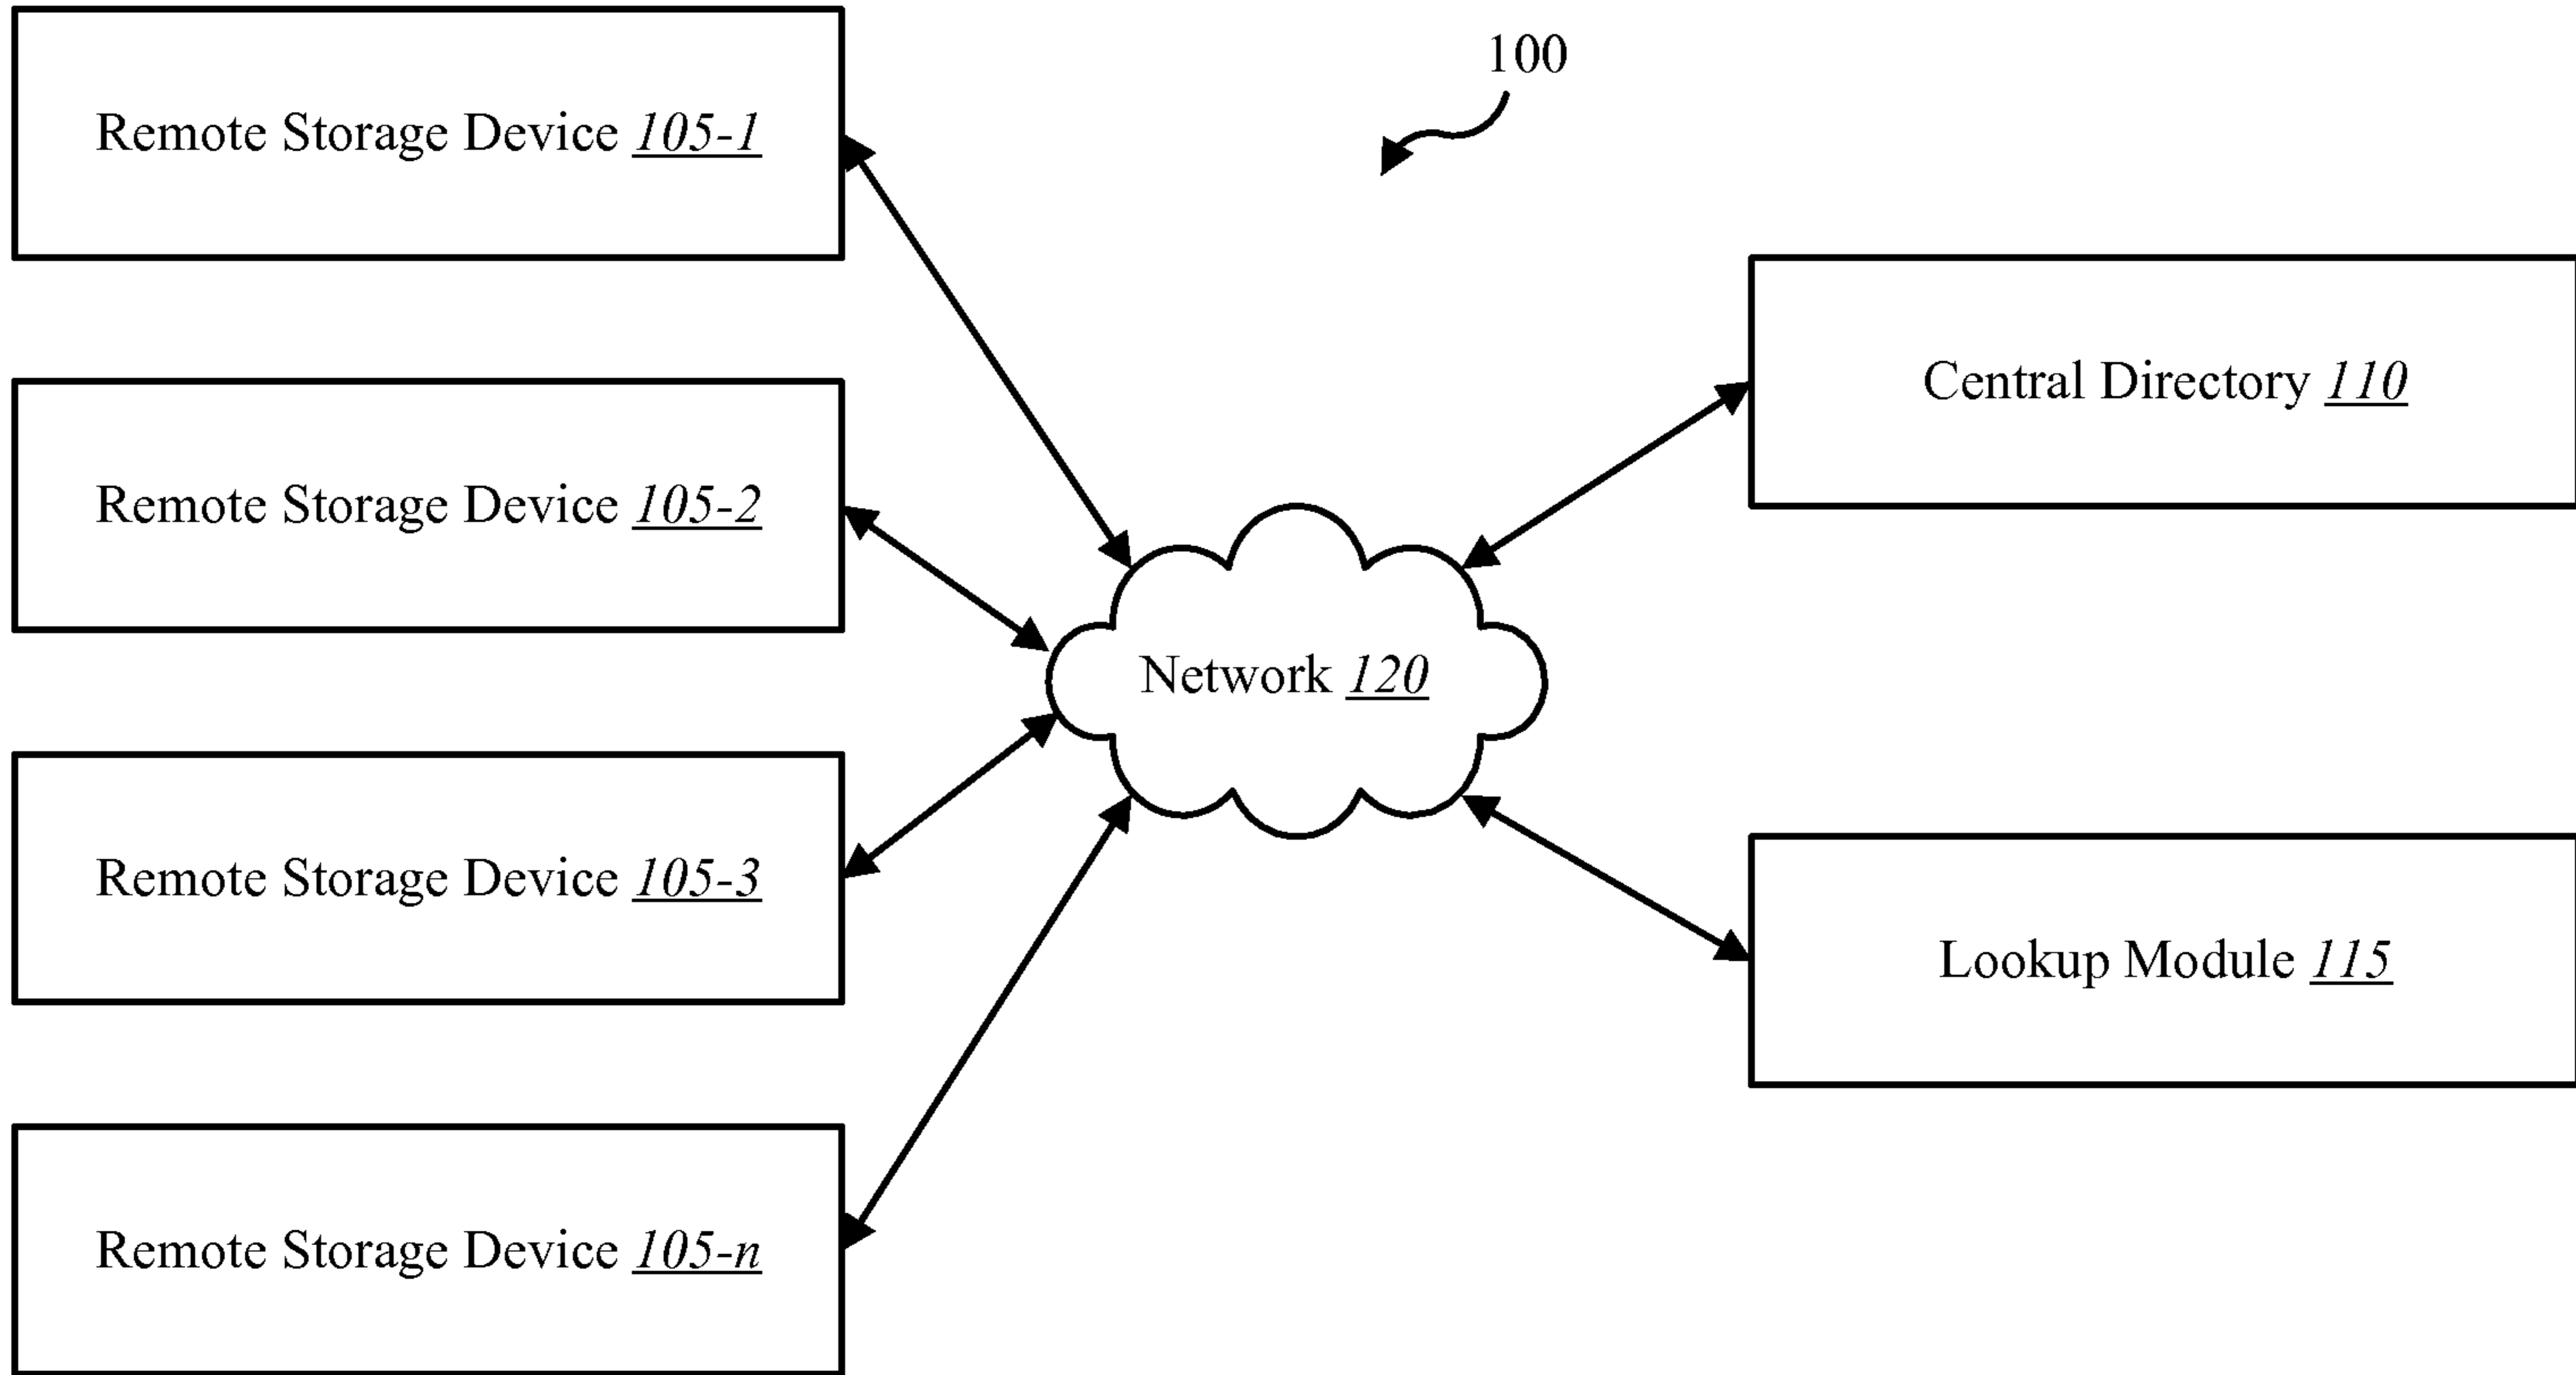 100
Remote Storage Device 105-1
Remote Storage Device 105-2
Remote Storage Device 105-3
Remote Storage Device 105-n
Network 120
Central Directory 110
Lookup Module 115